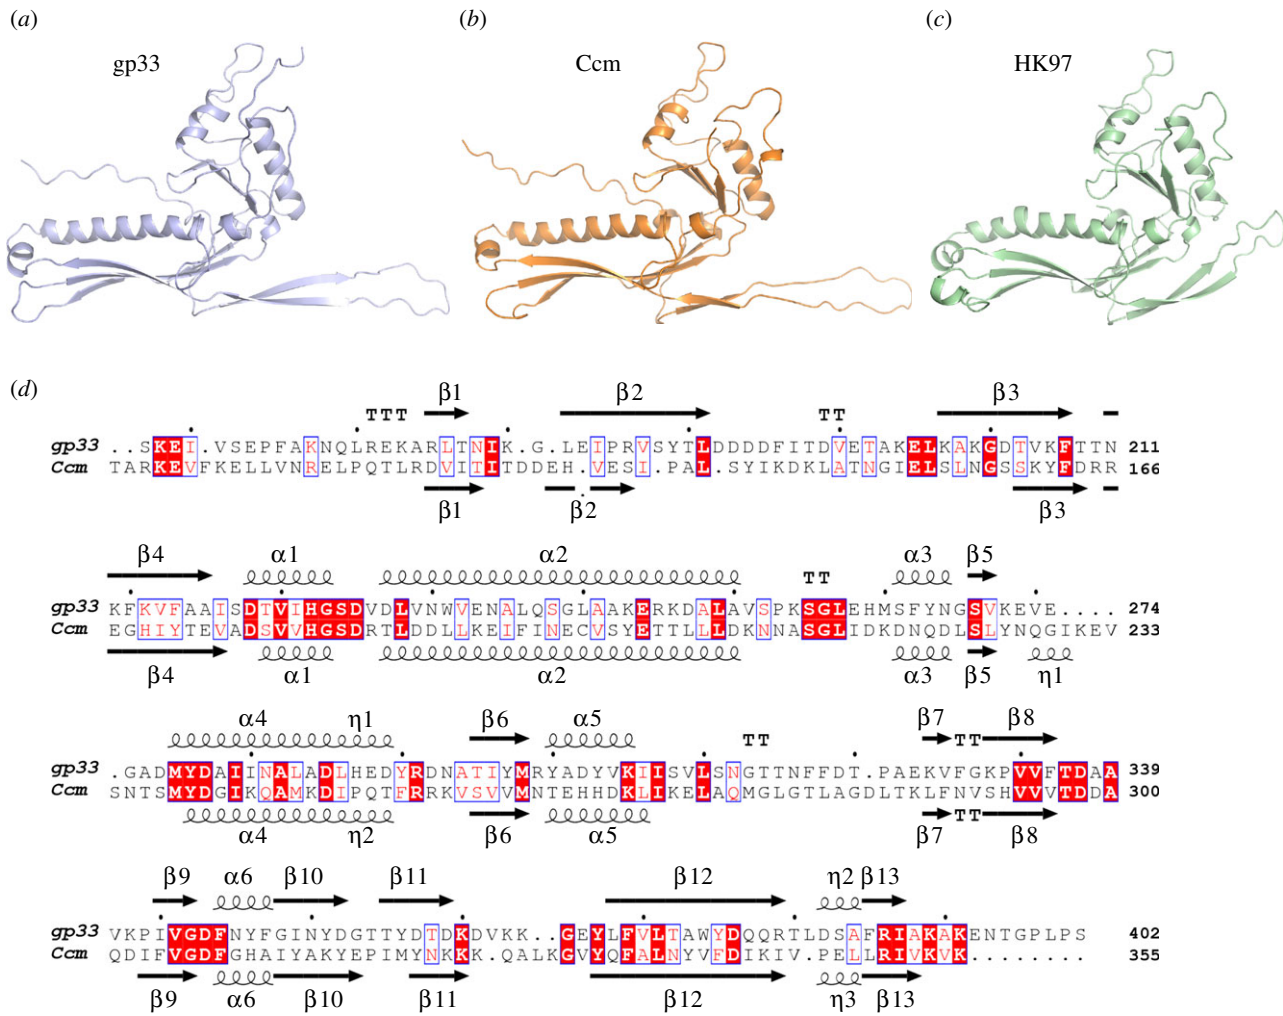 (a) (b) (c)
gp33 Ccm HK97
(d)
β1 β2 β3
TTT TT
gp33 ..SKEI.VSEPFAKNQLREKARLTNIK.G.LEIPRVSYTLDDDDFITDVETAKELKAKGDTVKFTTN 211
Ccm TARKEVFKELLVNRELPQTLRDVITITDDEH.VESI.PAL.SYIKDKLATNGIELSLNGSSKYFDRR 166
β1 β2 β3
β4 α1 α2 α3 β5
TT
gp33 KFKVFAAISDTVIHGSDVDLVNWVENALQSGLAAKERKDALAVSPKSGLEHMSFYNGSVKEVE.... 274
Ccm EGHIYTEVADSVVHGSDRTLDDLLKEIFINECVSYETTLLLDKNNASGLIDKDNQDLSLYNQGIKEV 233
β4 α1 α2 α3 β5 η1
α4 η1 β6 α5 β7 β8
TT TT
gp33 .GADMYDAIINALADLHEDYRDNATIYMRYADYVKIISVLSNGTTNFFDT.PAEKVFGKPVVFTDAA 339
Ccm SNTSMYDGIKQAMKDIPQTFRRKVSVVMNTEHHDKLIKELAQMGLGTLAGDLTKLFNVSHVVVTDDA 300
TT
α4 η2 β6 α5 β7 β8
β9 α6 β10 β11 β12 η2 β13
gp33 VKPIVGDFNYFGINYDGTTYDTDKDVKK..GEYLFVLTAWYDQQRTLDSAFRIAKAKENTGPLPS 402
Ccm QDIFVGDFGHAIYAKYEPIMYNKKK.QALKGVYQFALNYVFDIKIV.PELLRIVKVK........ 355
β9 α6 β10 β11 β12 η3 β13